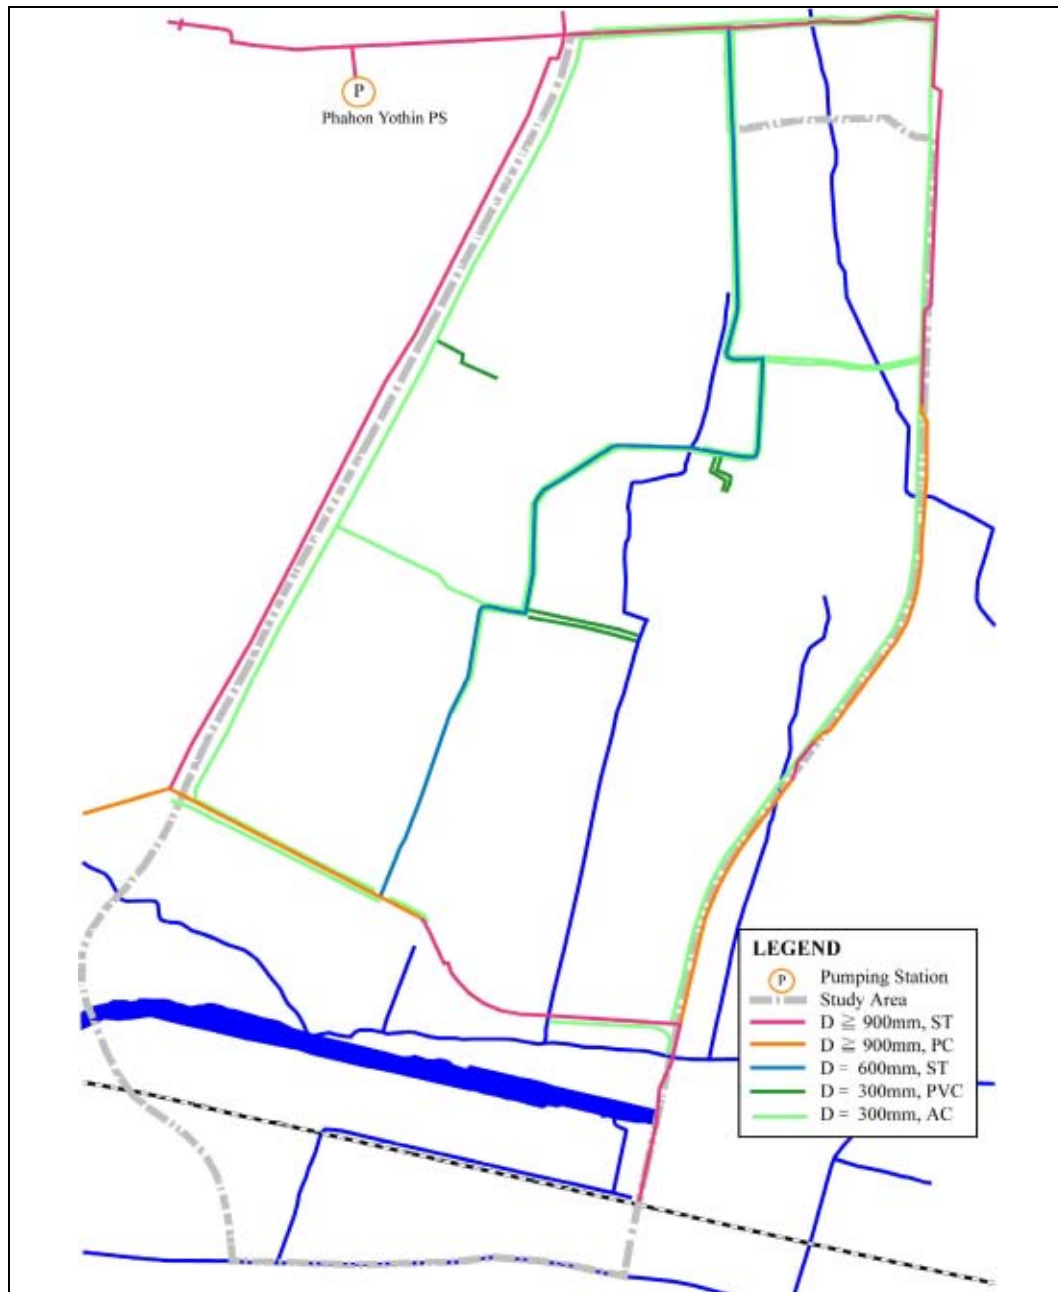 P
Phahon Yothin PS
LEGEND
P Pumping Station
Study Area
D ≧ 900mm, ST
D ≧ 900mm, PC
D = 600mm, ST
D = 300mm, PVC
D = 300mm, AC